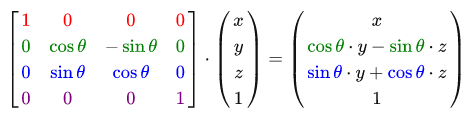 1 0 0 0 x x
0 cos θ − sin θ 0 y cos θ · y − sin θ · z
0 sin θ cos θ 0 · z = sin θ · y + cos θ · z
0 0 0 1 1 1